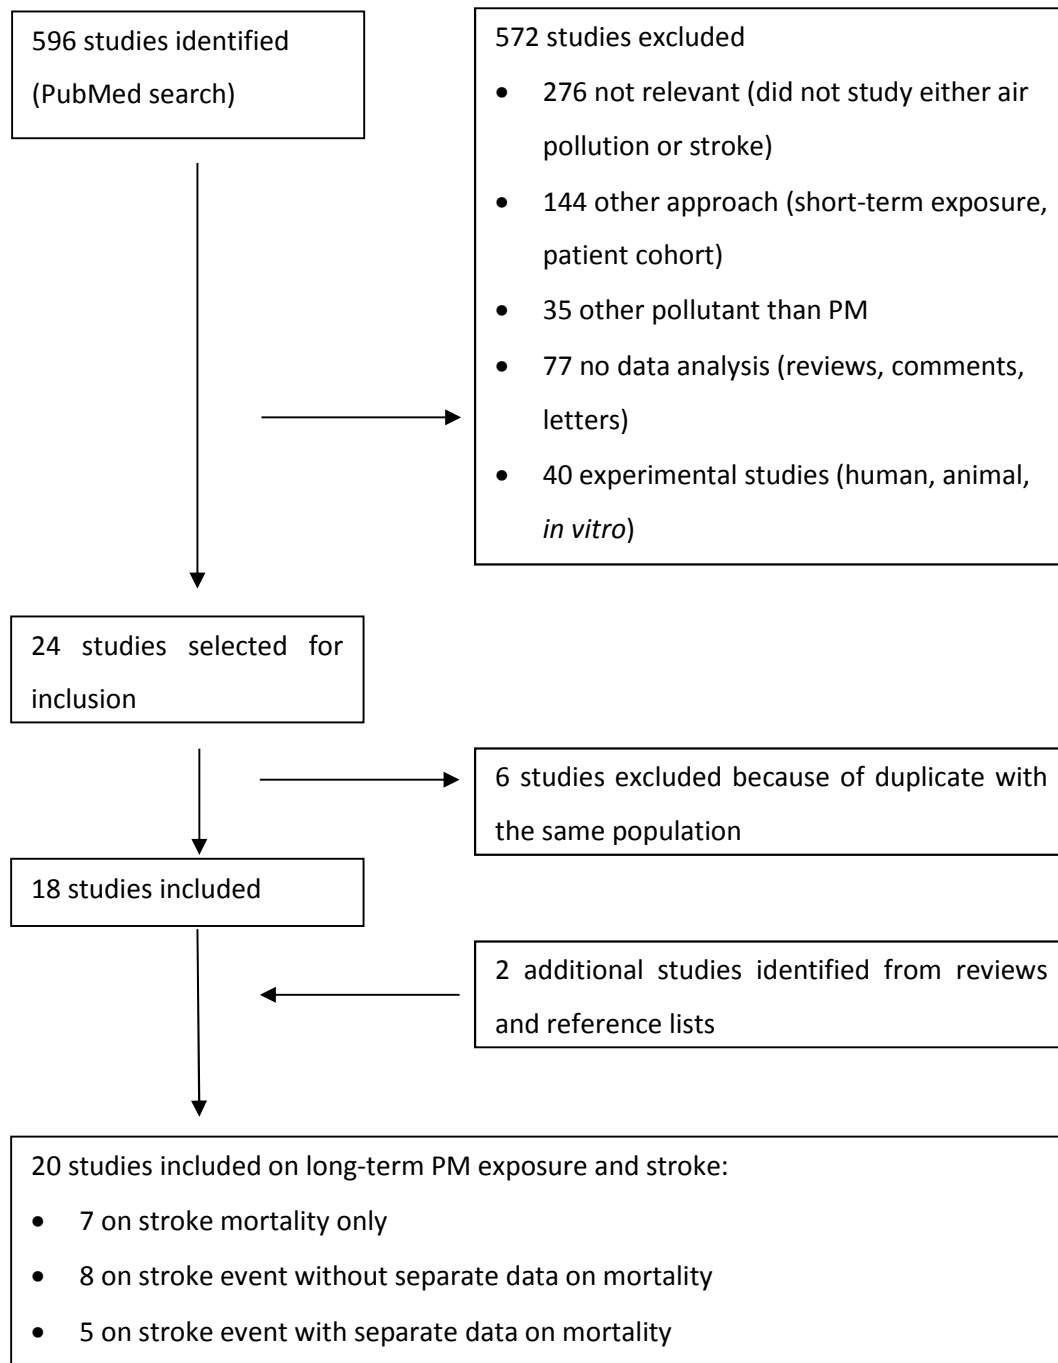 596 studies identified
(PubMed search)
572 studies excluded
• 276 not relevant (did not study either air
pollution or stroke)
• 144 other approach (short-term exposure,
patient cohort)
• 35 other pollutant than PM
• 77 no data analysis (reviews, comments,
letters)
• 40 experimental studies (human, animal,
in vitro)
24 studies selected for
inclusion
6 studies excluded because of duplicate with
the same population
18 studies included
2 additional studies identified from reviews
and reference lists
20 studies included on long-term PM exposure and stroke:
• 7 on stroke mortality only
• 8 on stroke event without separate data on mortality
• 5 on stroke event with separate data on mortality